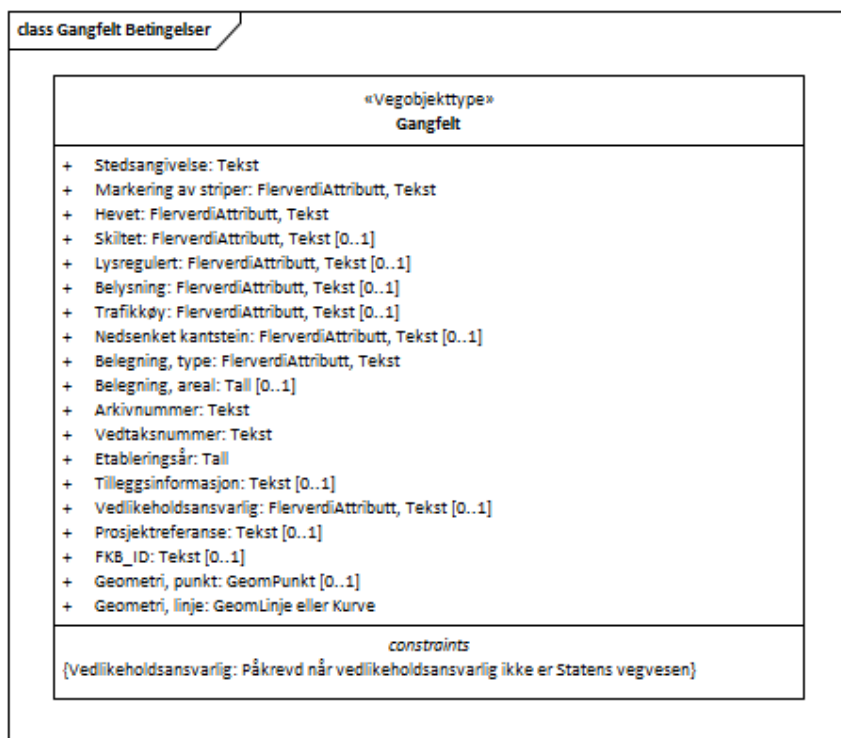 class Gangfelt Betingelser
«Vegobjekttype»
Gangfelt
+ Stedsangivelse: Tekst
+ Markering av striper: FlerverdiAttributt, Tekst
+ Hevet: FlerverdiAttributt, Tekst
+ Skiltet: FlerverdiAttributt, Tekst [0..1]
+ Lysregulert: FlerverdiAttributt, Tekst [0..1]
+ Belysning: FlerverdiAttributt, Tekst [0..1]
+ Trafikkøy: FlerverdiAttributt, Tekst [0..1]
+ Nedsenket kantstein: FlerverdiAttributt, Tekst [0..1]
+ Belegning, type: FlerverdiAttributt, Tekst
+ Belegning, areal: Tall [0..1]
+ Arkivnummer: Tekst
+ Vedtaksnummer: Tekst
+ Etableringsår: Tall
+ Tilleggsinformasjon: Tekst [0..1]
+ Vedlikeholdsansvarlig: FlerverdiAttributt, Tekst [0..1]
+ Prosjektreferanse: Tekst [0..1]
+ FKB_ID: Tekst [0..1]
+ Geometri, punkt: GeomPunkt [0..1]
+ Geometri, linje: GeomLinje eller Kurve
constraints
{Vedlikeholdsansvarlig: Påkrevd når vedlikeholdsansvarlig ikke er Statens vegvesen}